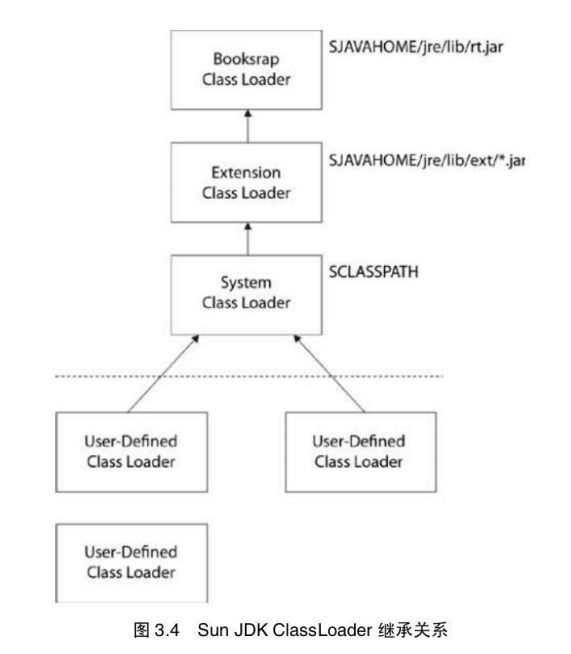 Booksrap
Class Loader
SJAVAHOME/jre/lib/rt.jar
Extension
Class Loader
SJAVAHOME/jre/lib/ext/*.jar
System
Class Loader
SCLASSPATH
User-Defined
Class Loader
User-Defined
Class Loader
User-Defined
Class Loader
图 3.4 Sun JDK ClassLoader 继承关系